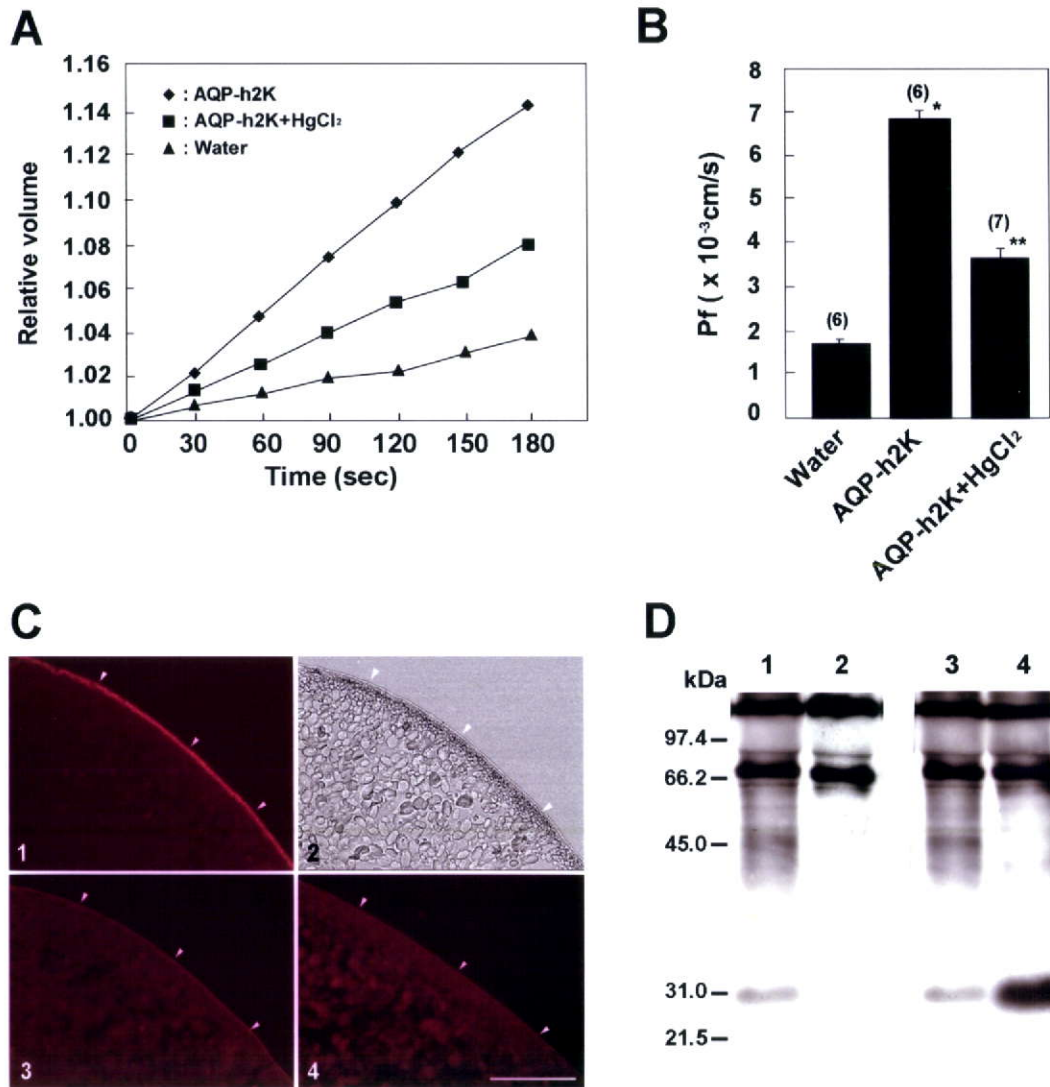 A
1.16
1.14
1.12
1.10
1.08
1.06
1.04
1.02
1.00
Relative volume
◆ : AQP-h2K
■ : AQP-h2K+HgCl₂
▲ : Water
0 30 60 90 120 150 180
Time (sec)
B
8
7
6
5
4
3
2
1
0
Pf ( x 10⁻³cm/s)
(6)
(6) *
(7) **
Water
AQP-h2K
AQP-h2K+HgCl₂
C
1
2
3
4
D
1 2 3 4
kDa
97.4
66.2
45.0
31.0
21.5